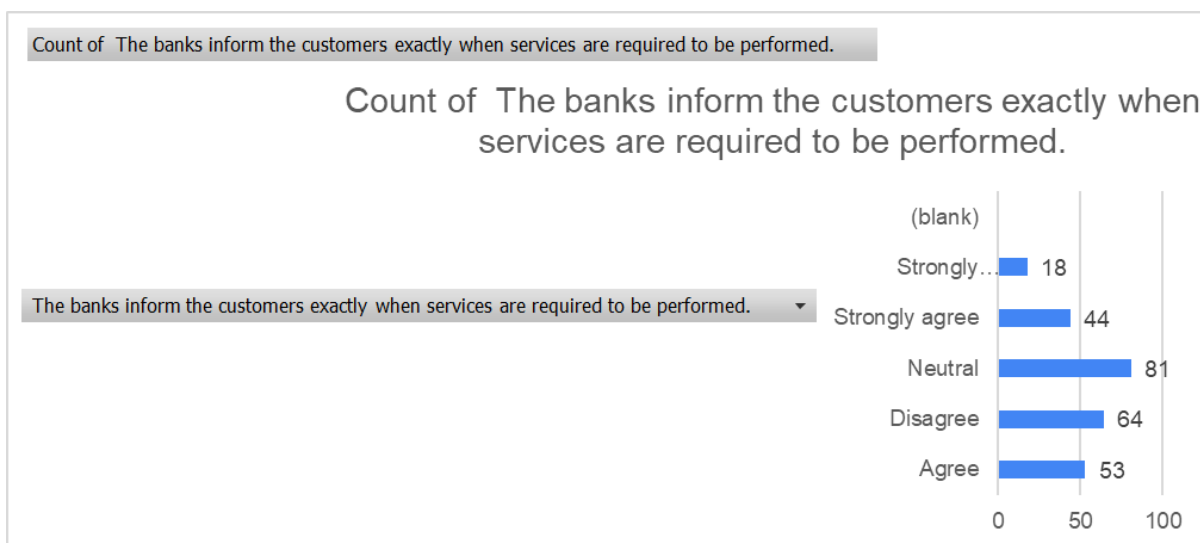 Count of  The banks inform the customers exactly when services are required to be performed.
Count of  The banks inform the customers exactly when
services are required to be performed.
(blank)
Strongly... 18
The banks inform the customers exactly when services are required to be performed.
Strongly agree 44
Neutral 81
Disagree 64
Agree 53
0 50 100